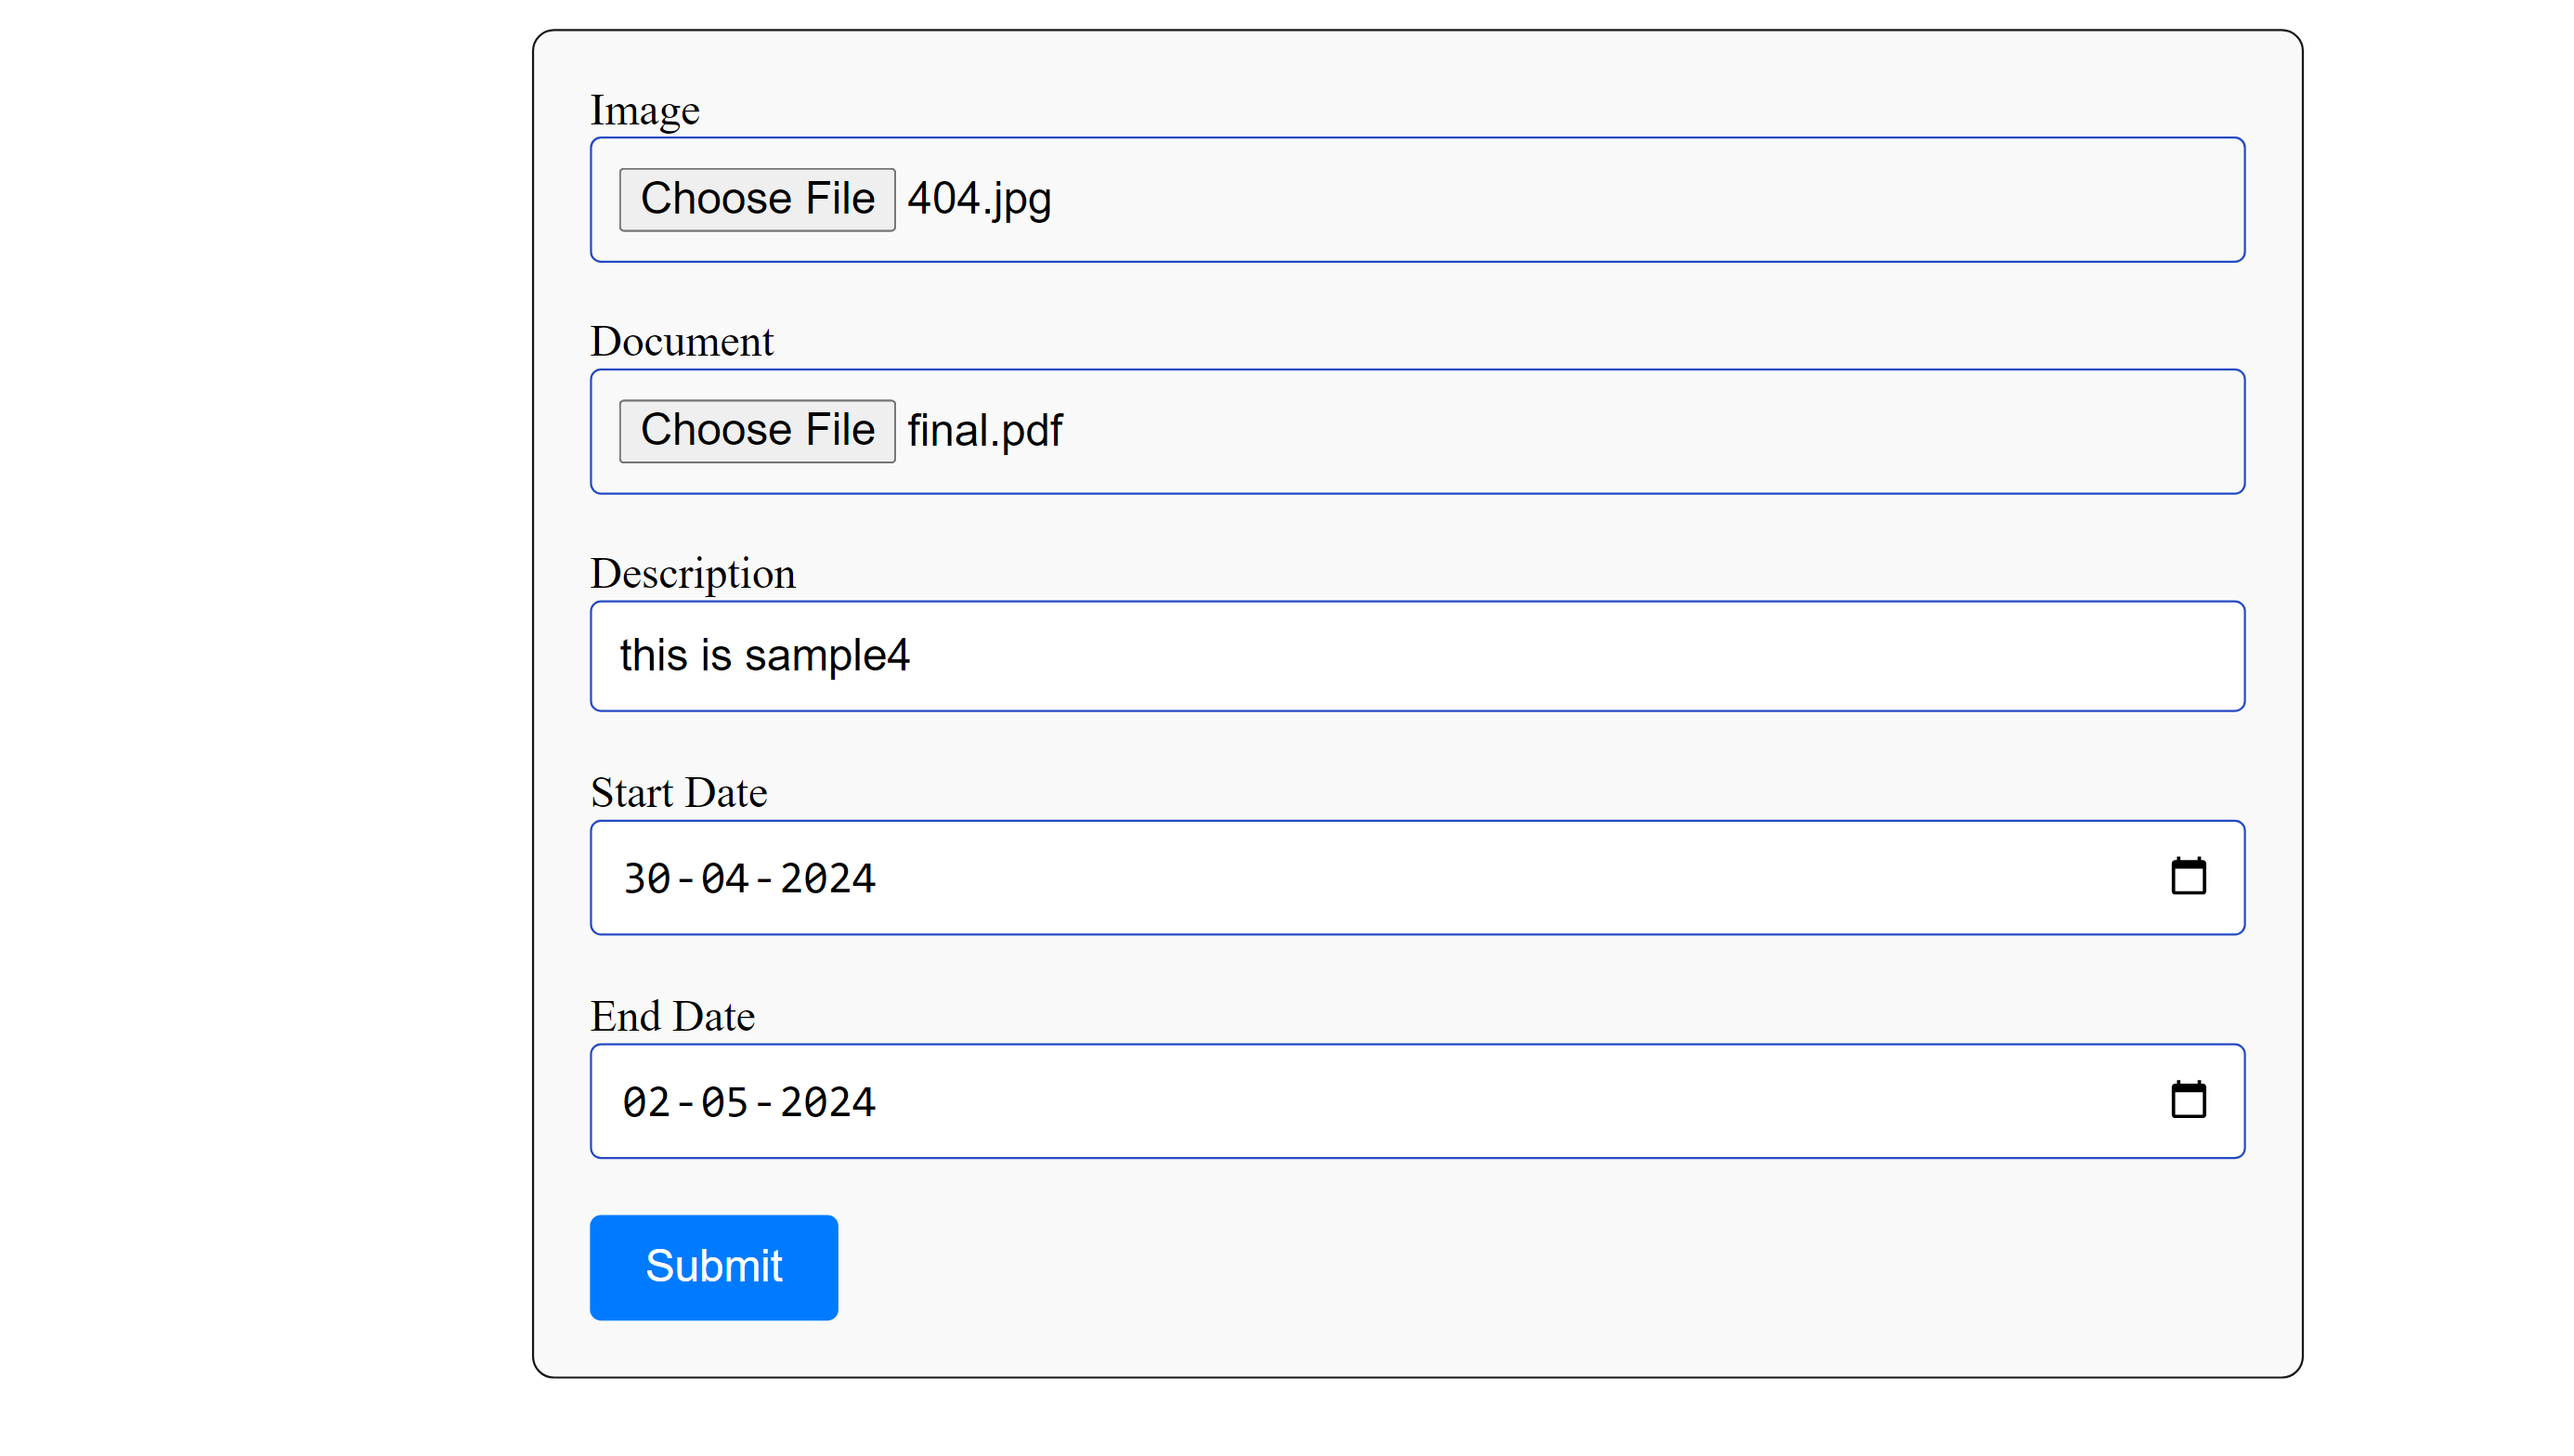 Image
Choose File 404.jpg
Document
Choose File final.pdf
Description
this is sample4
Start Date
30-04-2024
End Date
02-05-2024
Submit